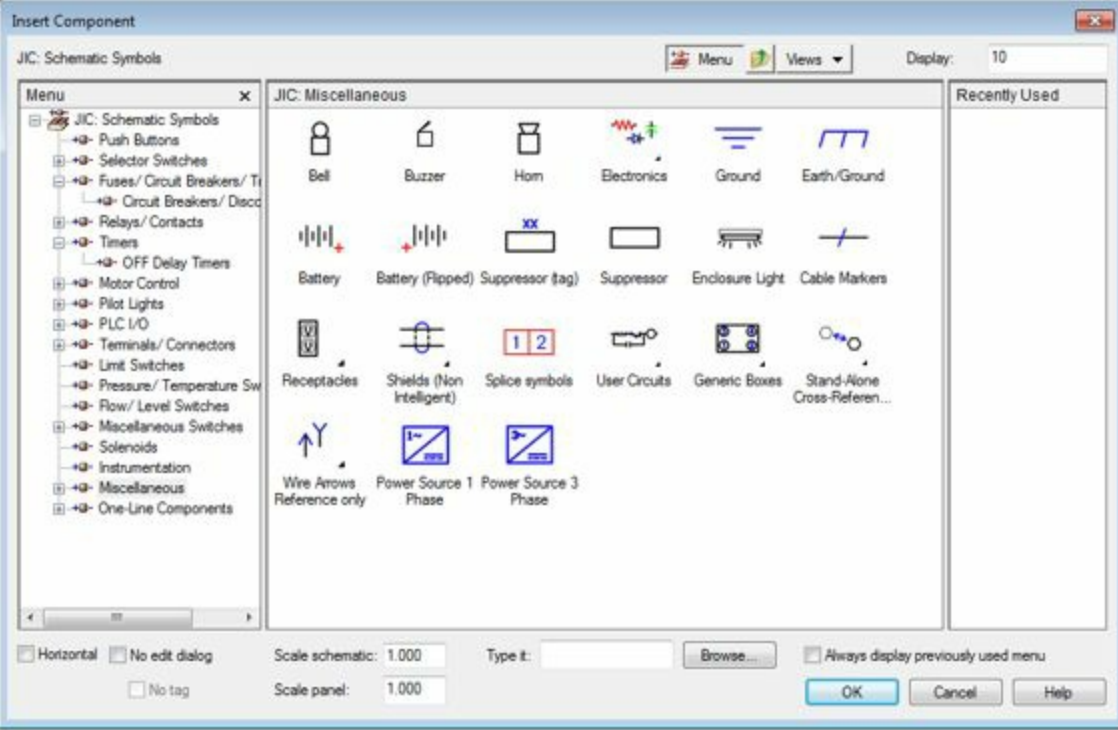 Insert Component
JIC: Schematic Symbols
Menu
Views
Display:
10
Menu
x
JIC: Schematic Symbols
Push Buttons
Selector Switches
Fuses/ Circuit Breakers/ Tr
Circuit Breakers/ Disco
Relays/ Contacts
Timers
OFF Delay Timers
Motor Control
Pilot Lights
PLC I/O
Terminals/ Connectors
Limit Switches
Pressure/ Temperature Sw
Flow/ Level Switches
Miscellaneous Switches
Solenoids
Instrumentation
Miscellaneous
One-Line Components
JIC: Miscellaneous
Bell
Buzzer
Horn
Electronics
Ground
Earth/Ground
XX
Battery
Battery (Flipped)
Suppressor (tag)
Suppressor
Enclosure Light
Cable Markers
1 2
Receptacles
Shields (Non
Intelligent)
Splice symbols
User Circuits
Generic Boxes
Stand-Alone
Cross-Referen...
Wire Arrows
Reference only
Power Source 1
Phase
Power Source 3
Phase
Recently Used
Horizontal
No edit dialog
No tag
Scale schematic:
1.000
Scale panel:
1.000
Type it:
Browse...
Always display previously used menu
OK
Cancel
Help